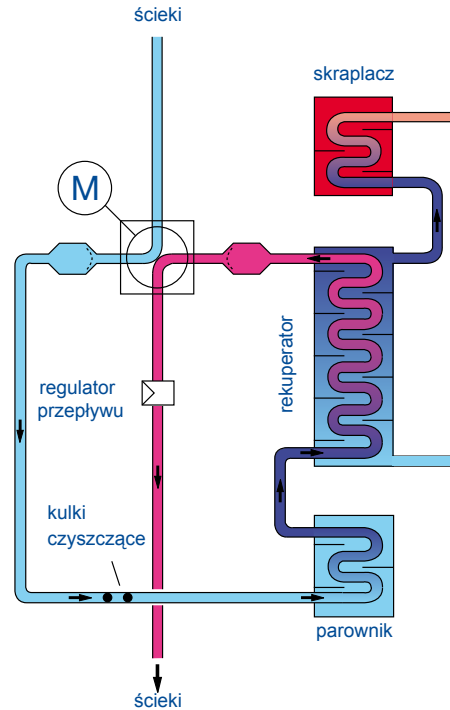 ścieki
skraplacz
M
rekuperator
regulator
przepływu
kulki
czyszczące
parownik
ścieki